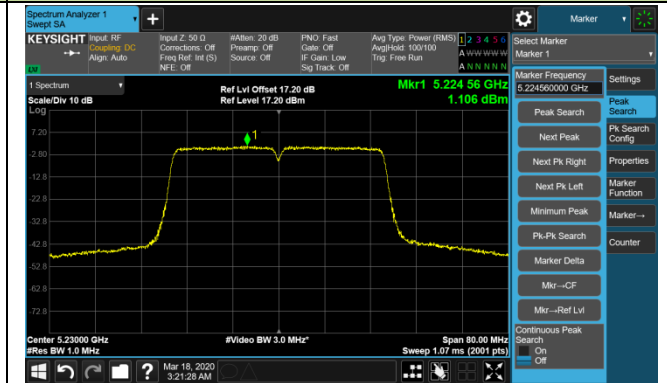 Spectrum Analyzer 1
Swept SA
Marker
KEYSIGHT
Input: RF
Coupling: DC
Align: Auto
Input Z: 50 Ω
Corrections: Off
Freq Ref: Int (S)
NFE: Off
#Atten: 20 dB
Preamp: Off
Source: Off
PNO: Fast
Gate: Off
IF Gain: Low
Sig Track: Off
Avg Type: Power (RMS)
Avg|Hold: 100/100
Trig: Free Run
1 2 3 4 5 6
A W W W W W
A N N N N N
LXI
Select Marker
Marker 1
1 Spectrum
Scale/Div 10 dB
Ref Lvl Offset 17.20 dB
Ref Level 17.20 dBm
Mkr1 5.224 56 GHz
1.106 dBm
Log
7.20
-2.80
-12.8
-22.8
-32.8
-42.8
-52.8
-62.8
-72.8
1
Center 5.23000 GHz
#Res BW 1.0 MHz
#Video BW 3.0 MHz*
Span 80.00 MHz
Sweep 1.07 ms (2001 pts)
Marker Frequency
5.224560000 GHz
Peak Search
Next Peak
Next Pk Right
Next Pk Left
Minimum Peak
Pk-Pk Search
Marker Delta
Mkr→CF
Mkr→Ref Lvl
Continuous Peak
Search
On
Off
Settings
Peak
Search
Pk Search
Config
Properties
Marker
Function
Marker→
Counter
Mar 18, 2020
3:21:28 AM